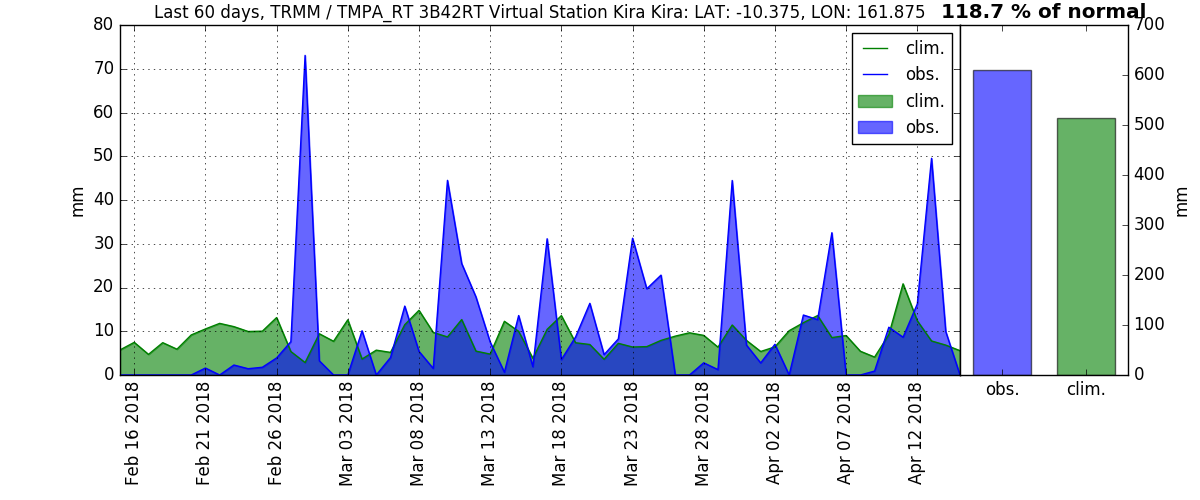 Last 60 days, TRMM / TMPA_RT 3B42RT Virtual Station Kira Kira: LAT: -10.375, LON: 161.875 118.7 % of normal
80
70
60
50
40
30
20
10
0
mm
clim.
obs.
clim.
obs.
700
600
500
400
300
200
100
0
mm
obs. clim.
Feb 16 2018
Feb 21 2018
Feb 26 2018
Mar 03 2018
Mar 08 2018
Mar 13 2018
Mar 18 2018
Mar 23 2018
Mar 28 2018
Apr 02 2018
Apr 07 2018
Apr 12 2018